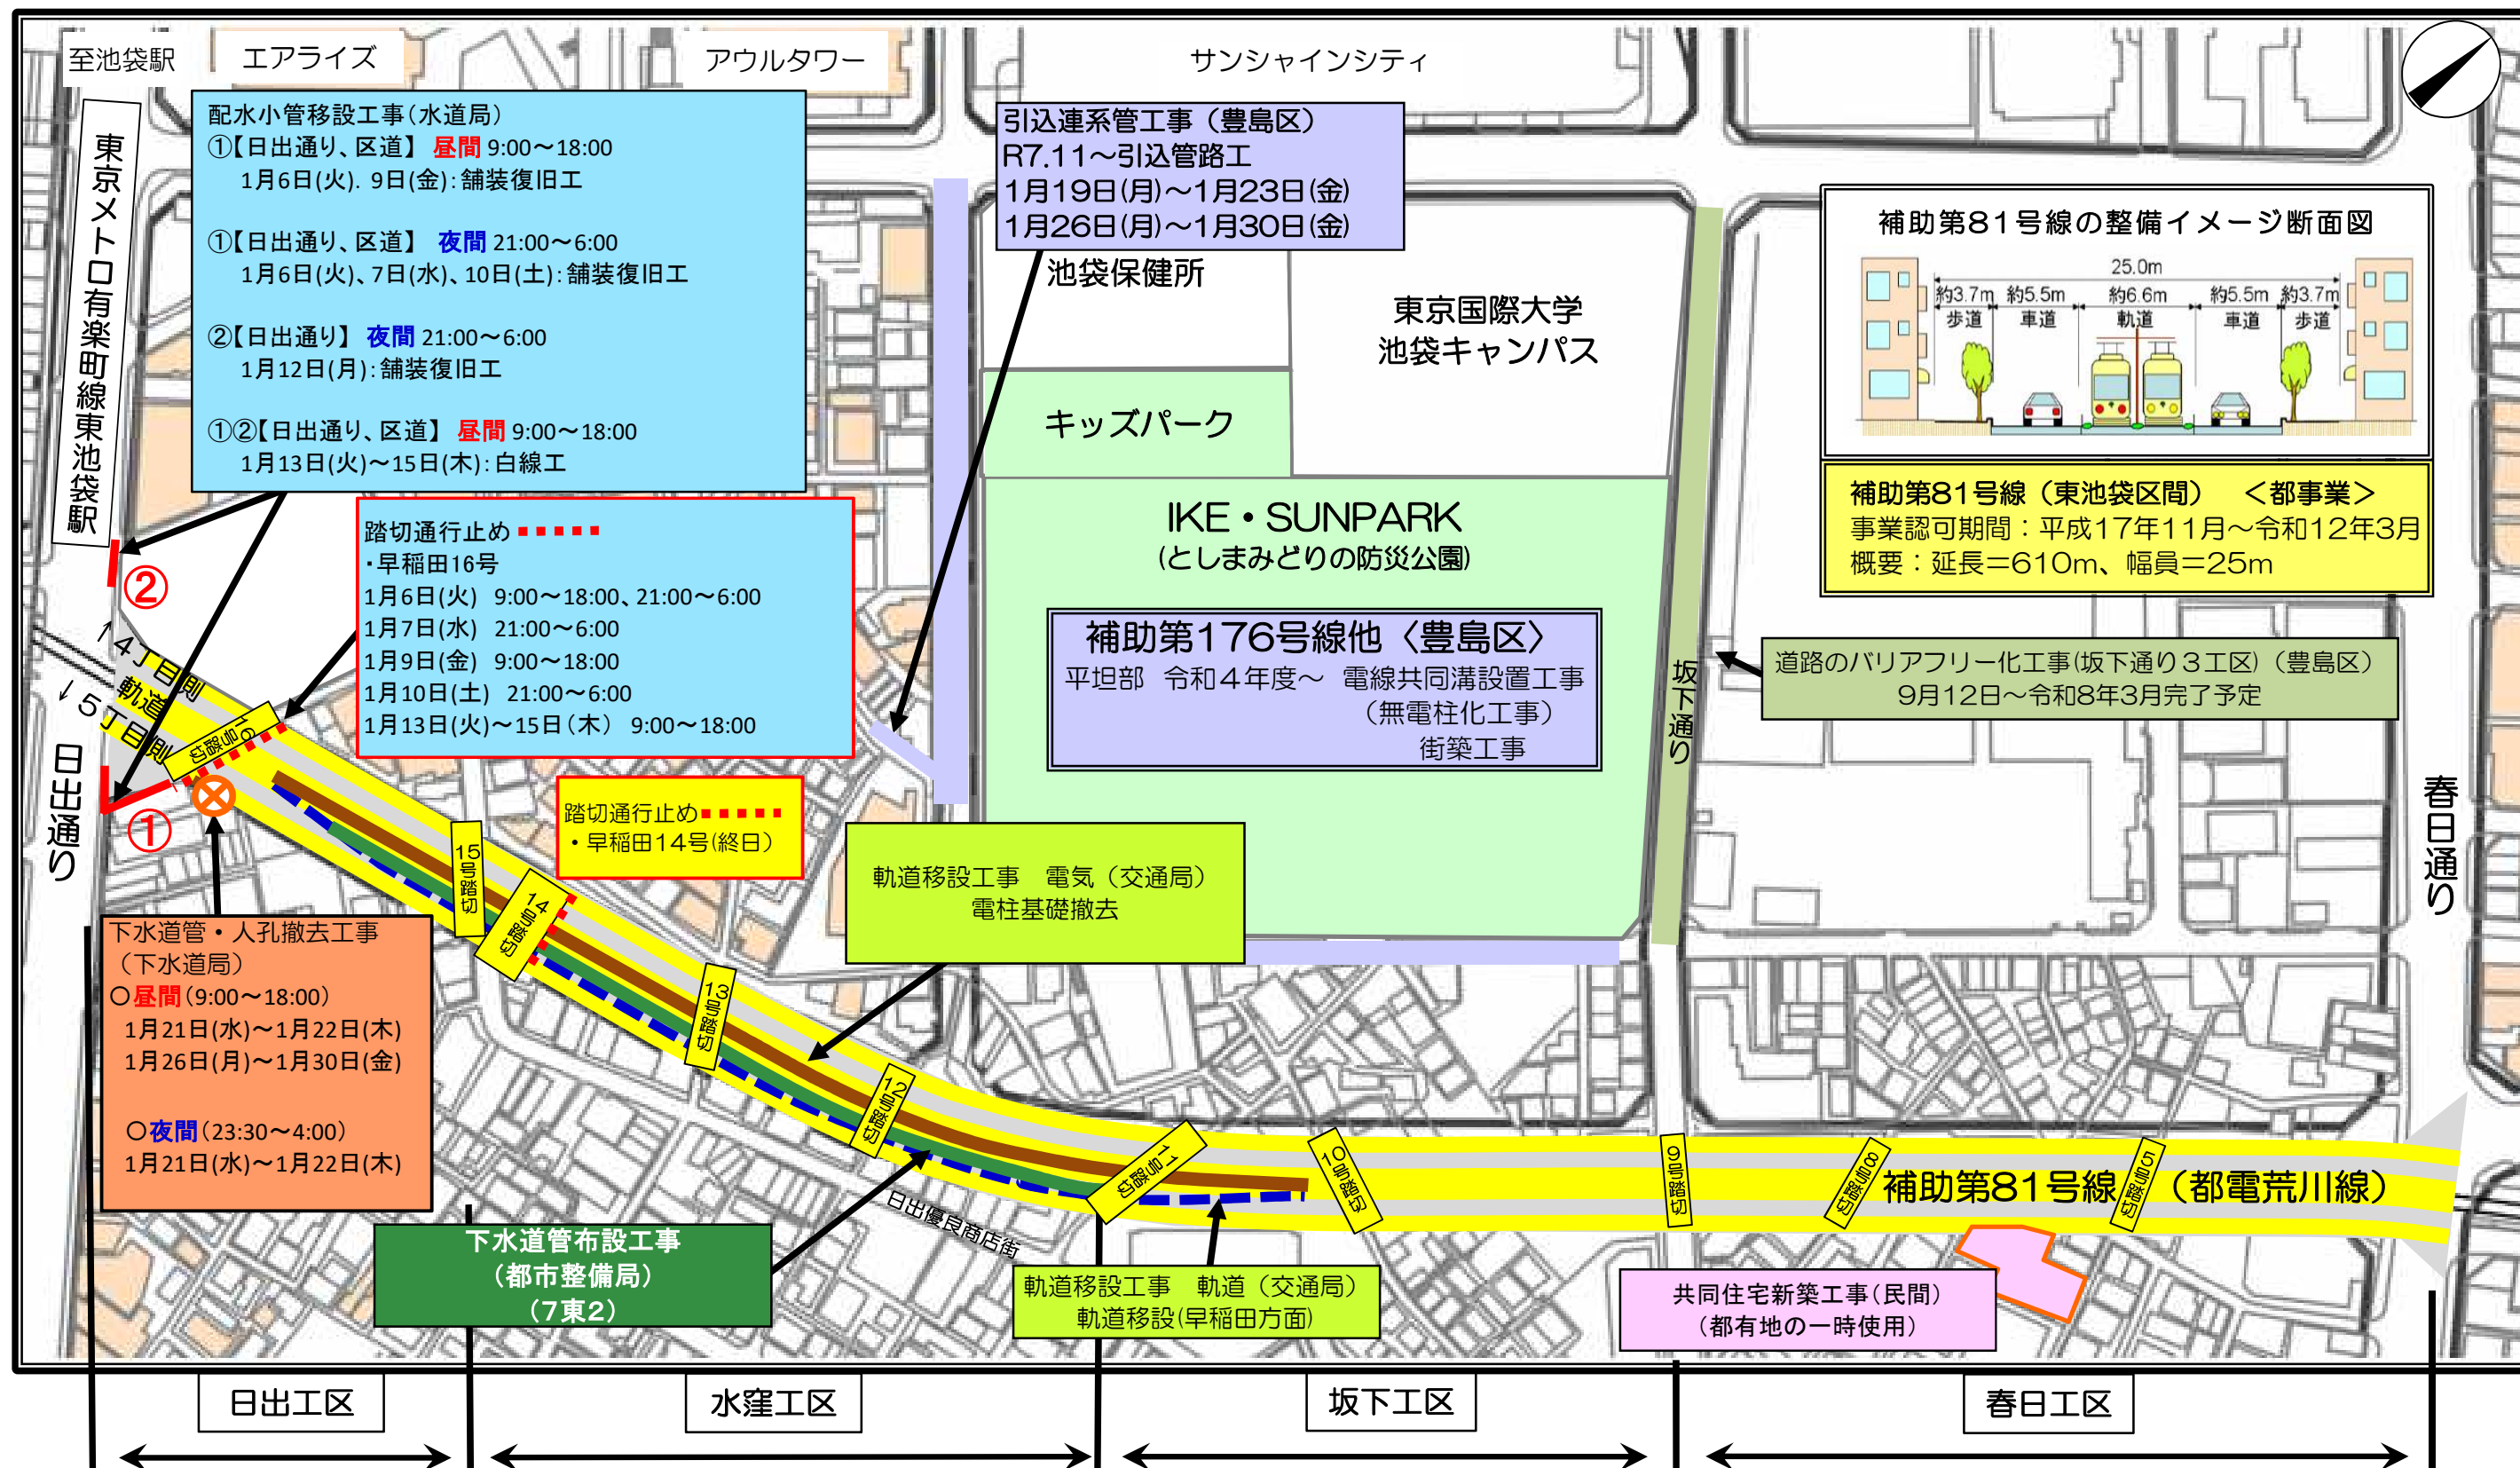 至池袋駅
エアライズ
アウルタワー
サンシャインシティ
東京メトロ有楽町線東池袋駅
配水小管移設工事(水道局)
①【日出通り、区道】 昼間 9:00～18:00
1月6日(火). 9日(金):舗装復旧工
①【日出通り、区道】 夜間 21:00～6:00
1月6日(火)、7日(水)、10日(土):舗装復旧工
②【日出通り】 夜間 21:00～6:00
1月12日(月):舗装復旧工
①②【日出通り、区道】 昼間 9:00～18:00
1月13日(火)～15日(木):白線工
引込連系管工事（豊島区）
R7.11～引込管路工
1月19日(月)～1月23日(金)
1月26日(月)～1月30日(金)
池袋保健所
東京国際大学
池袋キャンパス
キッズパーク
IKE・SUNPARK
(としまみどりの防災公園)
補助第176号線他〈豊島区〉
平坦部 令和4年度～ 電線共同溝設置工事
（無電柱化工事）
街築工事
補助第81号線の整備イメージ断面図
25.0m
約3.7m 約5.5m 約6.6m 約5.5m 約3.7m
歩道 車道 軌道 車道 歩道
補助第81号線（東池袋区間） ＜都事業＞
事業認可期間：平成17年11月～令和12年3月
概要：延長＝610m、幅員＝25m
道路のバリアフリー化工事(坂下通り3工区)（豊島区）
9月12日～令和8年3月完了予定
坂下通り
春日通り
日出通り
踏切通行止め
・早稲田16号
1月6日(火) 9:00～18:00、21:00～6:00
1月7日(水) 21:00～6:00
1月9日(金) 9:00～18:00
1月10日(土) 21:00～6:00
1月13日(火)～15日(木) 9:00～18:00
②
↑4丁目側
軌道
↓5丁目側
①
16号踏切
15号踏切
14号踏切
13号踏切
12号踏切
11号踏切
10号踏切
9号踏切
8号踏切
5号踏切
踏切通行止め
・早稲田14号(終日)
軌道移設工事 電気（交通局）
電柱基礎撤去
下水道管・人孔撤去工事
（下水道局）
○昼間(9:00～18:00)
1月21日(水)～1月22日(木)
1月26日(月)～1月30日(金)
○夜間(23:30～4:00)
1月21日(水)～1月22日(木)
補助第81号線 （都電荒川線）
日出優良商店街
下水道管布設工事
（都市整備局）
（7東2）
軌道移設工事 軌道（交通局）
軌道移設(早稲田方面)
共同住宅新築工事(民間)
（都有地の一時使用）
日出工区
水窪工区
坂下工区
春日工区